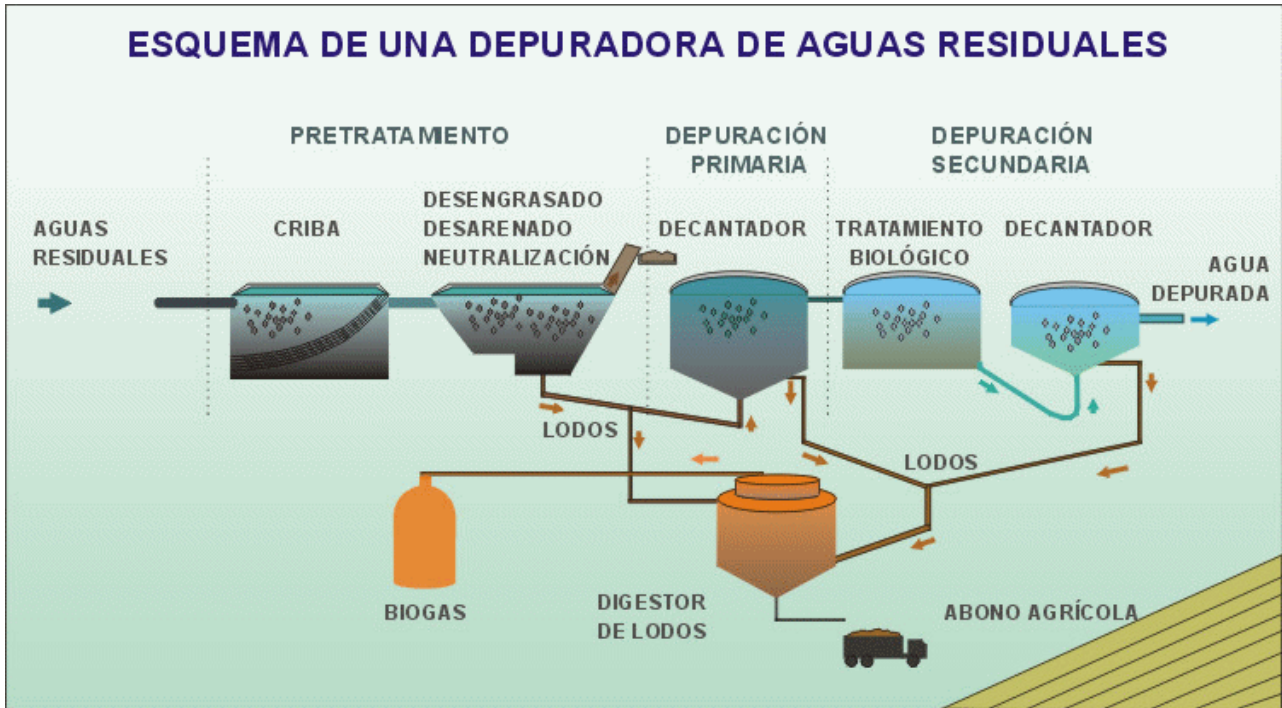 ESQUEMA DE UNA DEPURADORA DE AGUAS RESIDUALES
PRETRATAMIENTO
DEPURACIÓN
PRIMARIA
DEPURACIÓN
SECUNDARIA
AGUAS
RESIDUALES
CRIBA
DESENGRASADO
DESARENADO
NEUTRALIZACIÓN
DECANTADOR
TRATAMIENTO
BIOLÓGICO
DECANTADOR
AGUA
DEPURADA
LODOS
LODOS
BIOGAS
DIGESTOR
DE LODOS
ABONO AGRÍCOLA